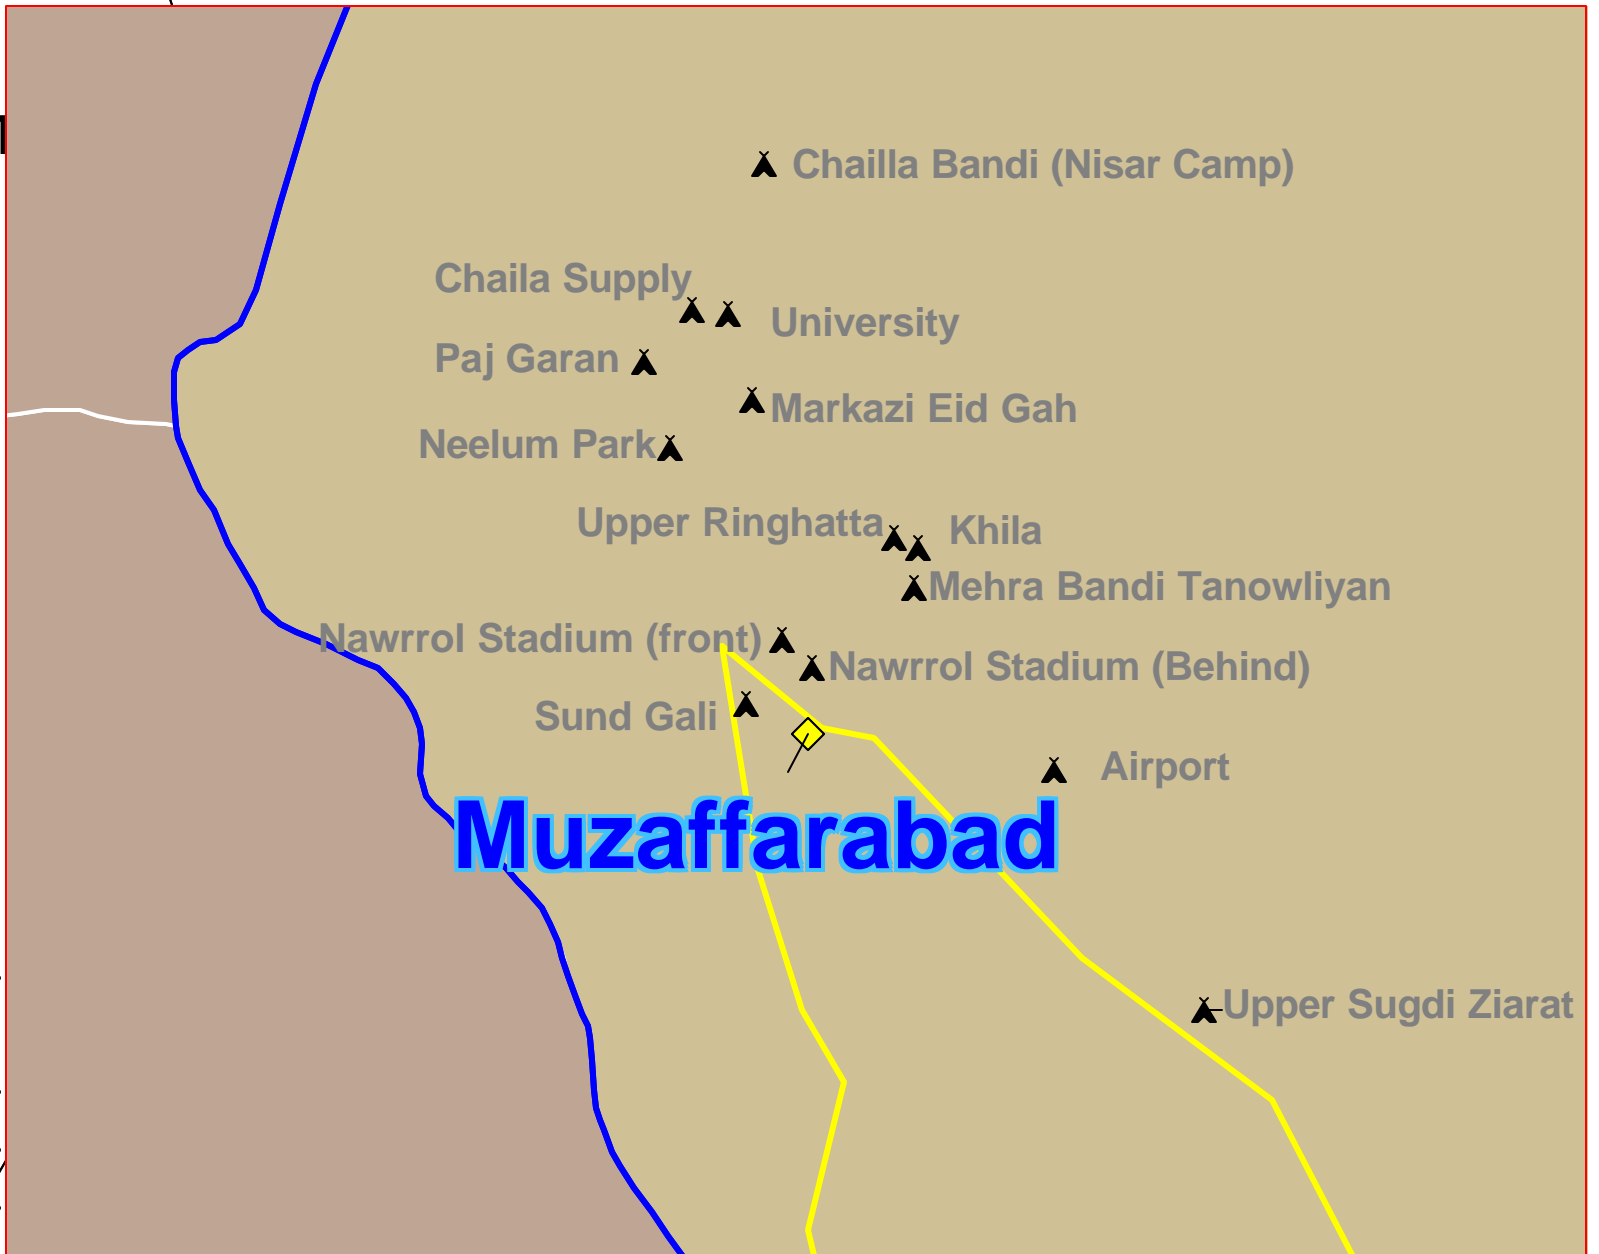 Chailla Bandi (Nisar Camp)
Chaila Supply
University
Paj Garan
Markazi Eid Gah
Neelum Park
Upper Ringhatta
Khila
Mehra Bandi Tanowliyan
Nawrrol Stadium (front)
Nawrrol Stadium (Behind)
Sund Gali
Airport
Muzaffarabad
Upper Sugdi Ziarat